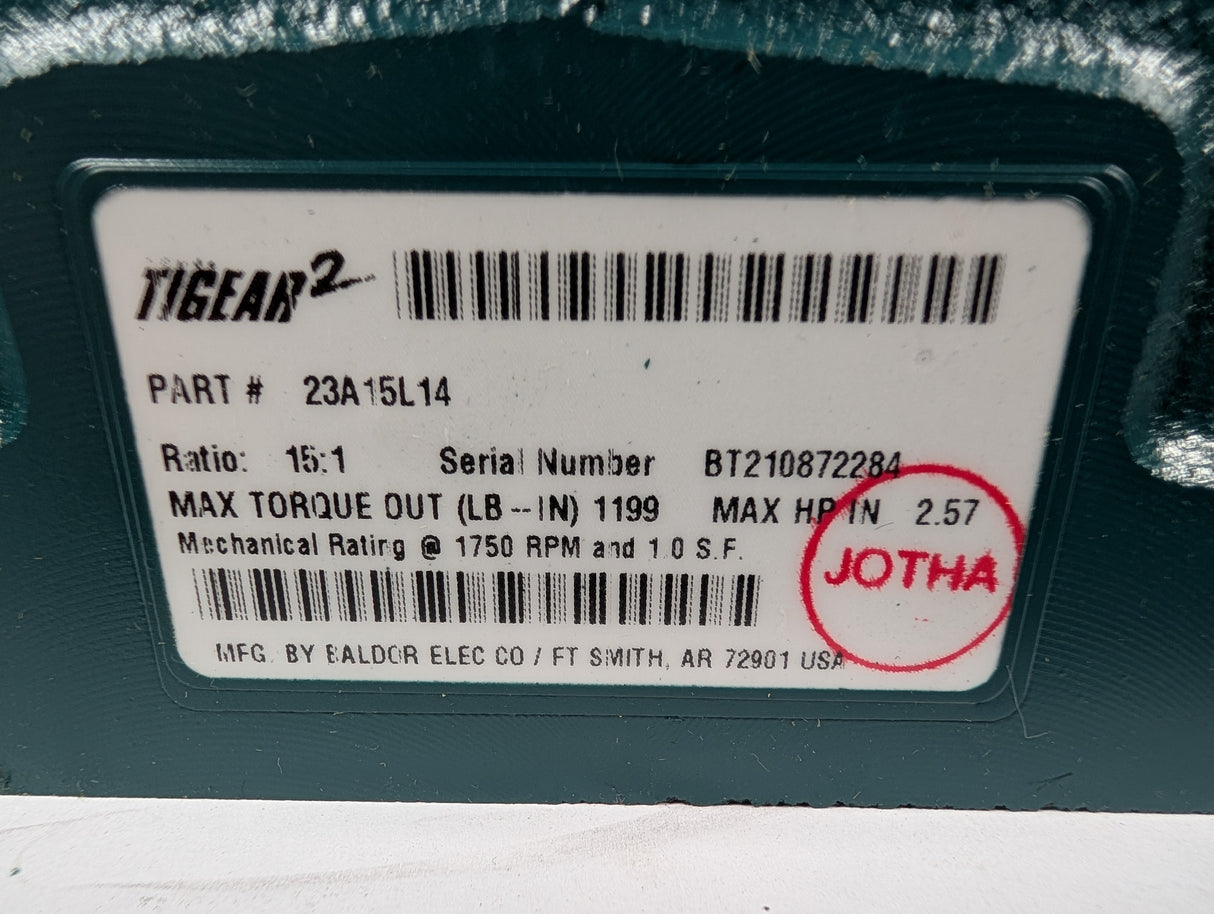 TIGEAR2
PART # 23A15L14
Ratio: 15:1 Serial Number BT210872284
MAX TORQUE OUT (LB--IN) 1199 MAX HP IN 2.57
Mechanical Rating @ 1750 RPM and 1.0 S.F.
JOTHA
MFG. BY BALDOR ELEC CO / FT SMITH, AR 72901 USA